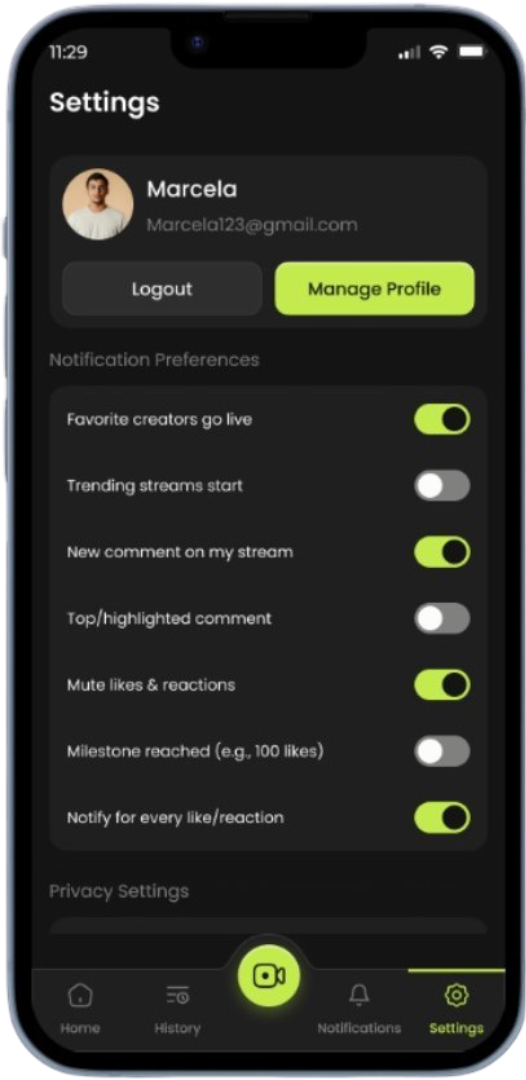 11:29
Settings
Marcela
Marcela123@gmail.com
Logout
Manage Profile
Notification Preferences
Favorite creators go live
Trending streams start
New comment on my stream
Top/highlighted comment
Mute likes & reactions
Milestone reached (e.g., 100 likes)
Notify for every like/reaction
Privacy Settings
Home
History
Notifications
Settings